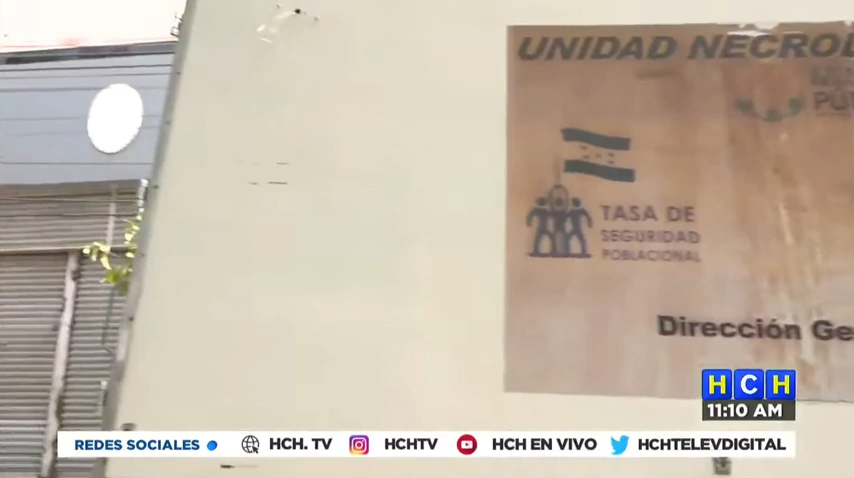 UNIDAD
PÚ
TASA DE
SEGURIDAD
POBLACIONAL
Dirección Ge
HCH
11:10 AM
REDES SOCIALES HCH. TV HCHTV HCH EN VIVO HCHTELEVDIGITAL